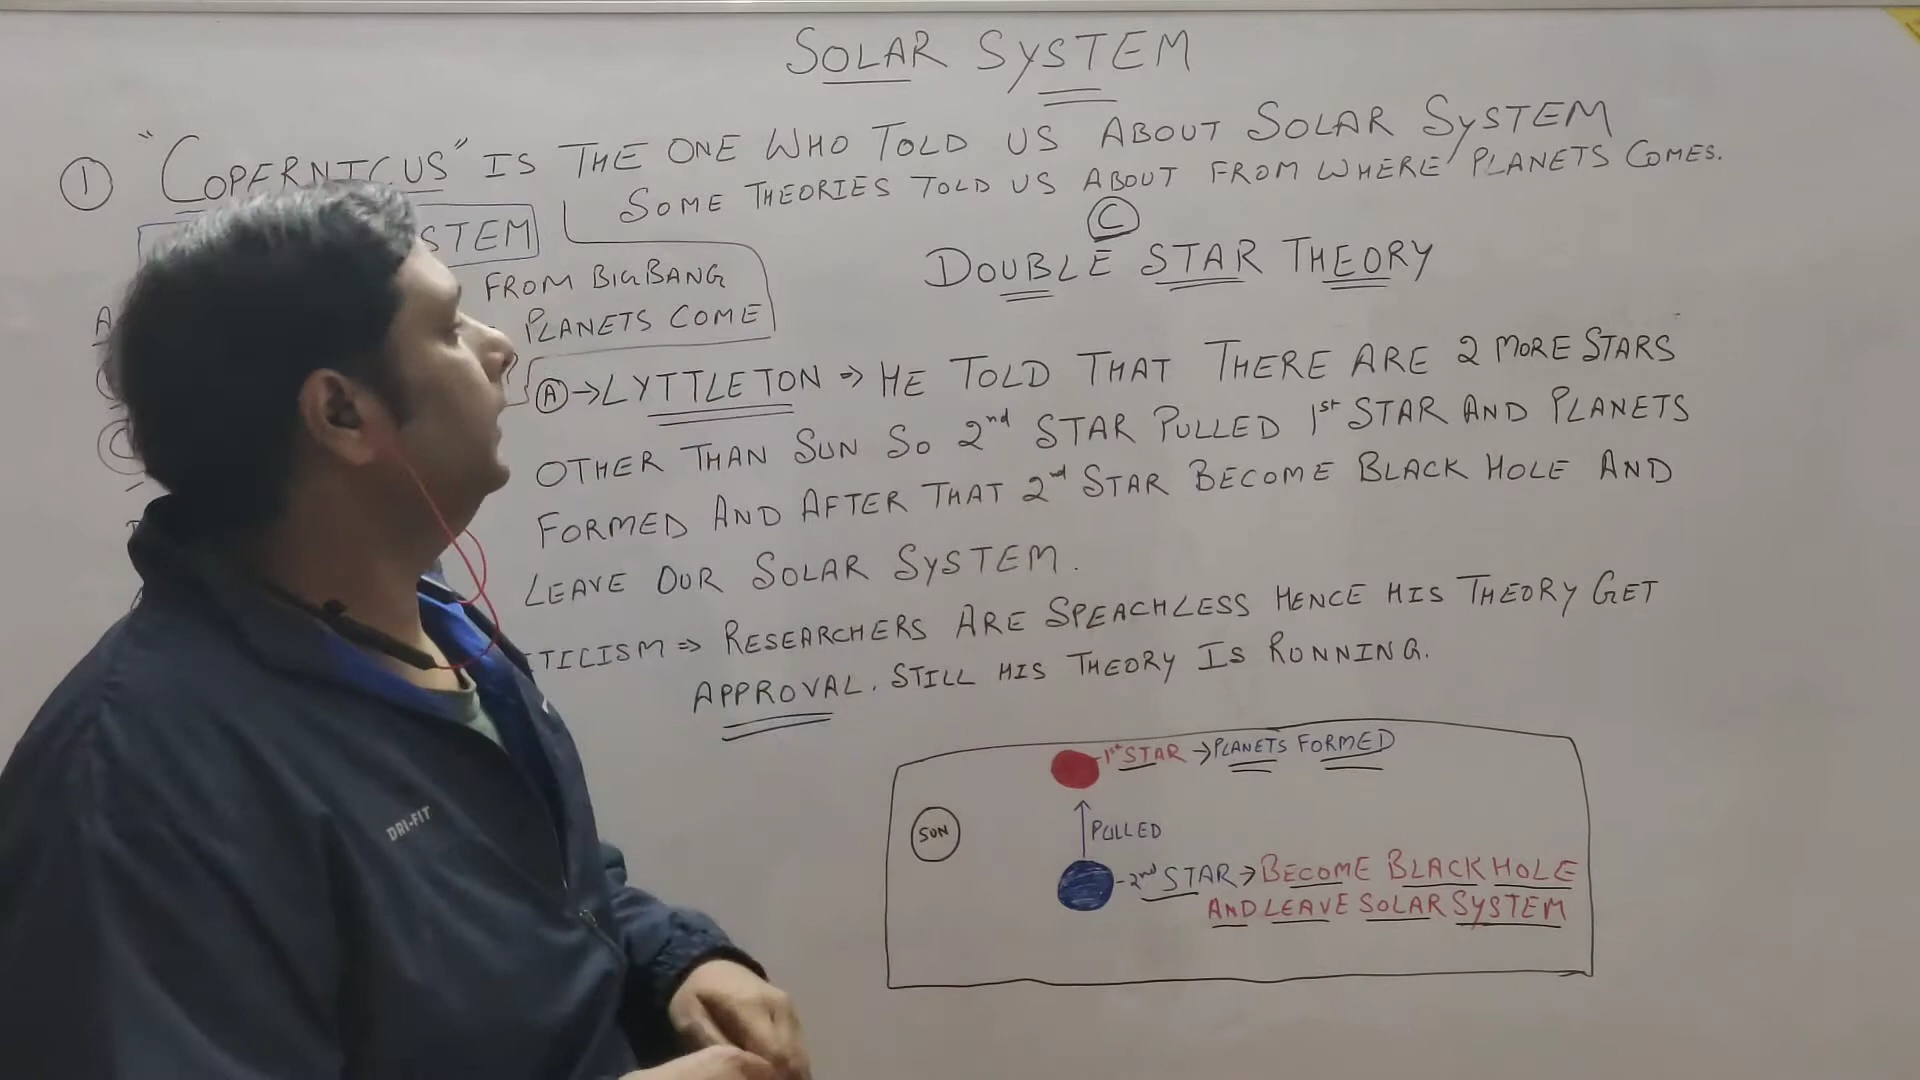 SOLAR SYSTEM
① "COPERNICUS" IS THE ONE WHO TOLD US ABOUT SOLAR SYSTEM
SOME THEORIES TOLD US ABOUT FROM WHERE PLANETS COMES.
STEM
FROM BIGBANG
PLANETS COME
Ⓒ
DOUBLE STAR THEORY
Ⓐ→LYTTLETON ⇒ HE TOLD THAT THERE ARE 2 MORE STARS
OTHER THAN SUN SO 2nd STAR PULLED 1st STAR AND PLANETS
FORMED AND AFTER THAT 2nd STAR BECOME BLACK HOLE AND
LEAVE OUR SOLAR SYSTEM.
TICISM ⇒ RESEARCHERS ARE SPEACHLESS HENCE HIS THEORY GET
APPROVAL. STILL HIS THEORY IS RUNNING.
1st STAR → PLANETS FORMED
SUN
PULLED
2nd STAR → BECOME BLACK HOLE
AND LEAVE SOLAR SYSTEM
DRI-FIT